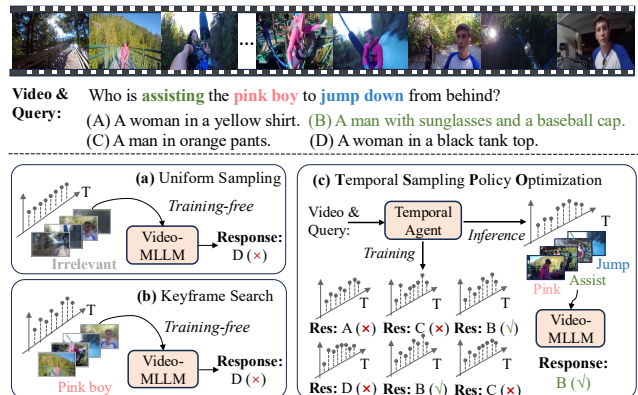 ...
Video & Query: Who is assisting the pink boy to jump down from behind?
(A) A woman in a yellow shirt. (B) A man with sunglasses and a baseball cap.
(C) A man in orange pants. (D) A woman in a black tank top.
(a) Uniform Sampling
T
Training-free
Irrelevant
Video-MLLM
Response:
D (×)
(b) Keyframe Search
T
Training-free
Pink boy
Video-MLLM
Response:
D (×)
(c) Temporal Sampling Policy Optimization
Video & Query:
Temporal Agent
Inference
Training
T
T T T
Res: A (×) Res: C (×) Res: B (√)
T T T
Res: D (×) Res: B (√) Res: C (×)
Jump
Assist
Pink
Video-MLLM
Response:
B (√)